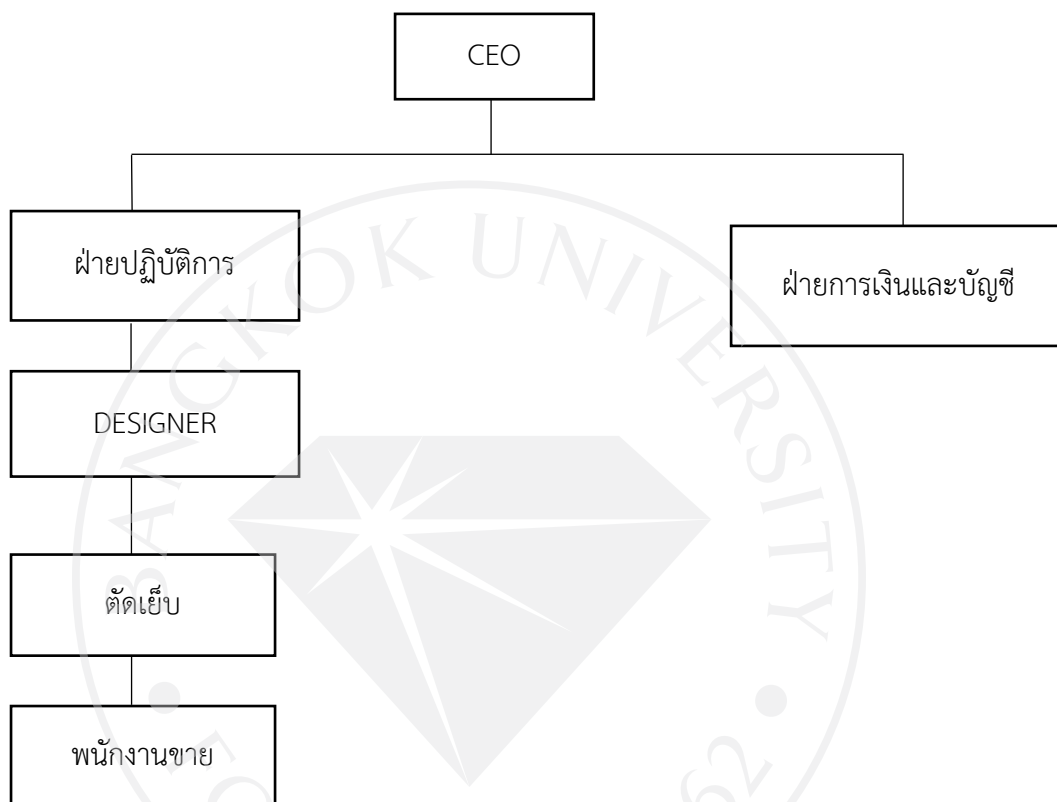 CEO
ฝ่ายปฏิบัติการ
ฝ่ายการเงินและบัญชี
DESIGNER
ตัดเย็บ
พนักงานขาย
BANGKOK UNIVERSITY